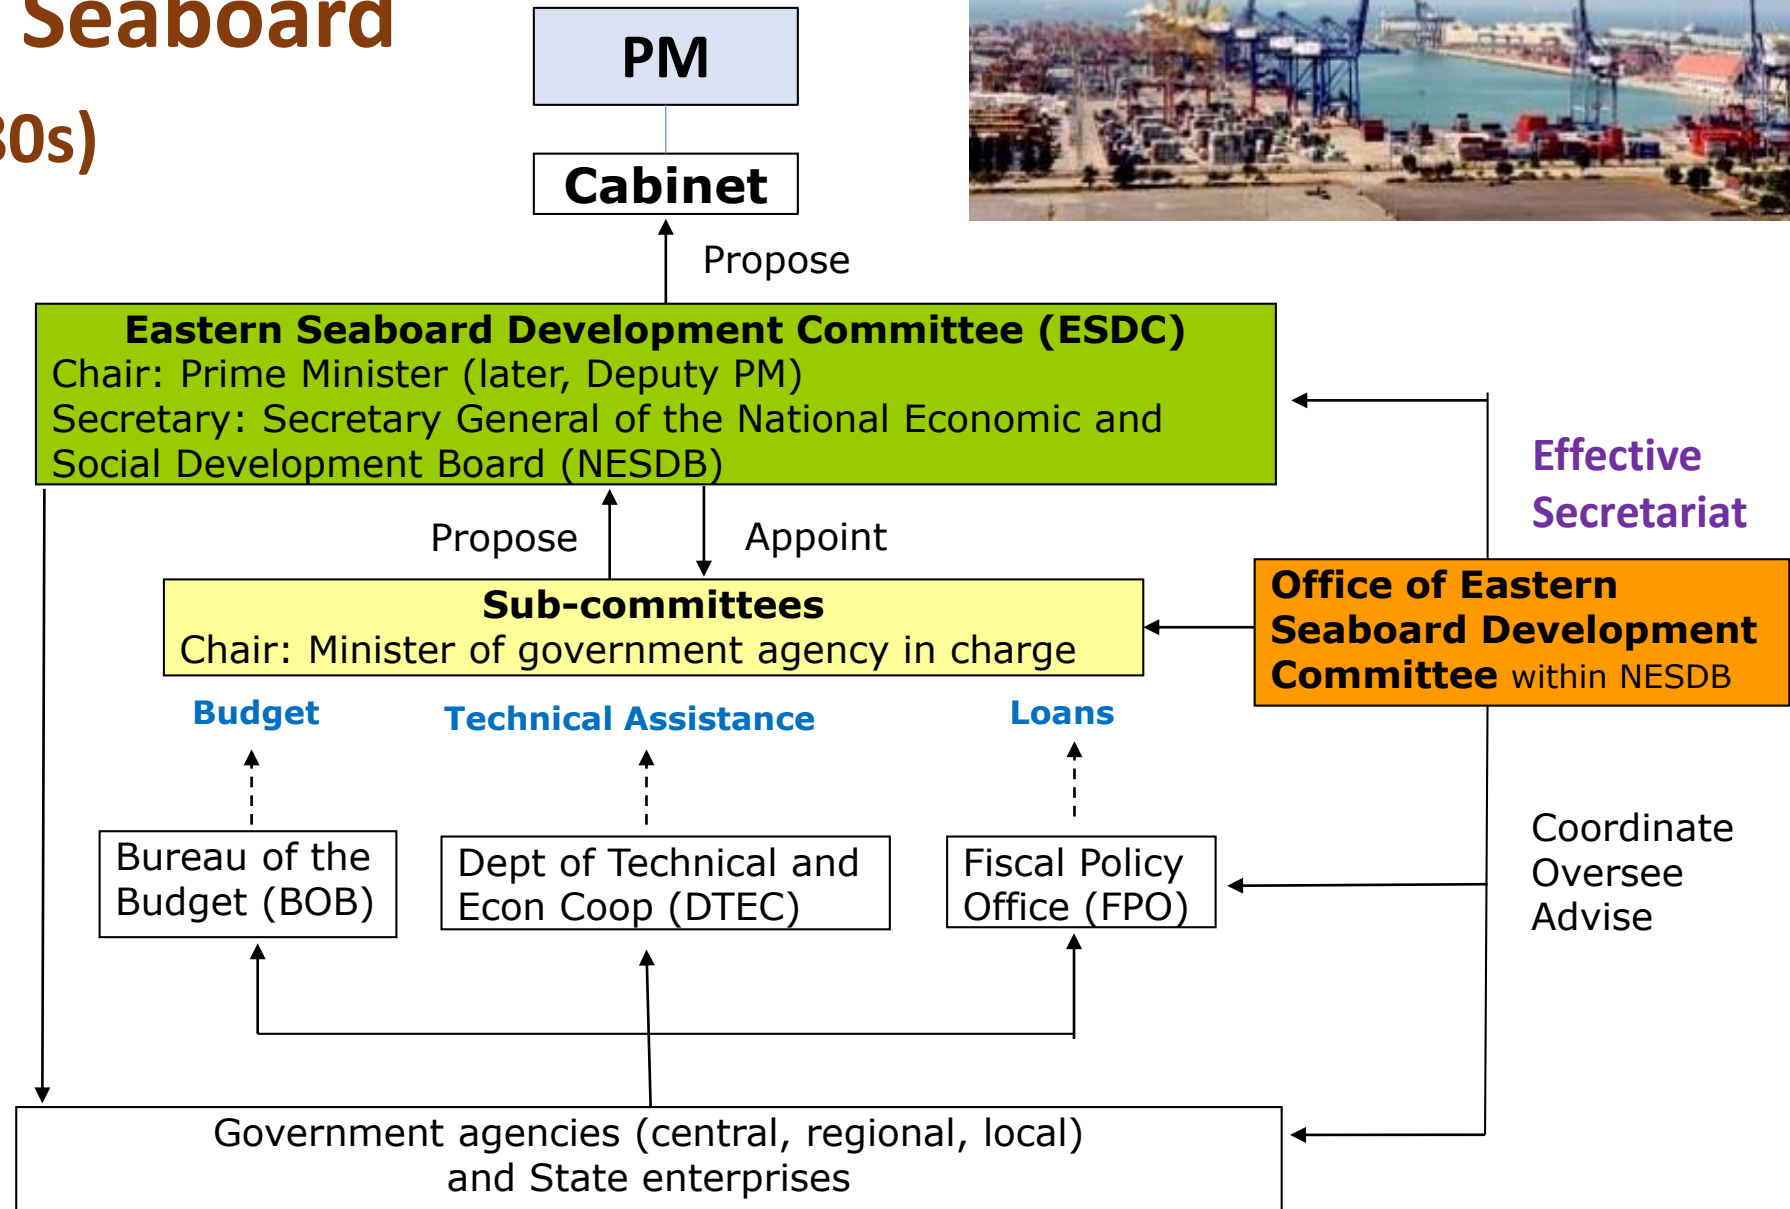 Seaboard
80s)
PM
Cabinet
Propose
Eastern Seaboard Development Committee (ESDC)
Chair: Prime Minister (later, Deputy PM)
Secretary: Secretary General of the National Economic and
Social Development Board (NESDB)
Effective
Secretariat
Propose
Appoint
Sub-committees
Chair: Minister of government agency in charge
Office of Eastern
Seaboard Development
Committee within NESDB
Budget
Technical Assistance
Loans
Bureau of the
Budget (BOB)
Dept of Technical and
Econ Coop (DTEC)
Fiscal Policy
Office (FPO)
Coordinate
Oversee
Advise
Government agencies (central, regional, local)
and State enterprises